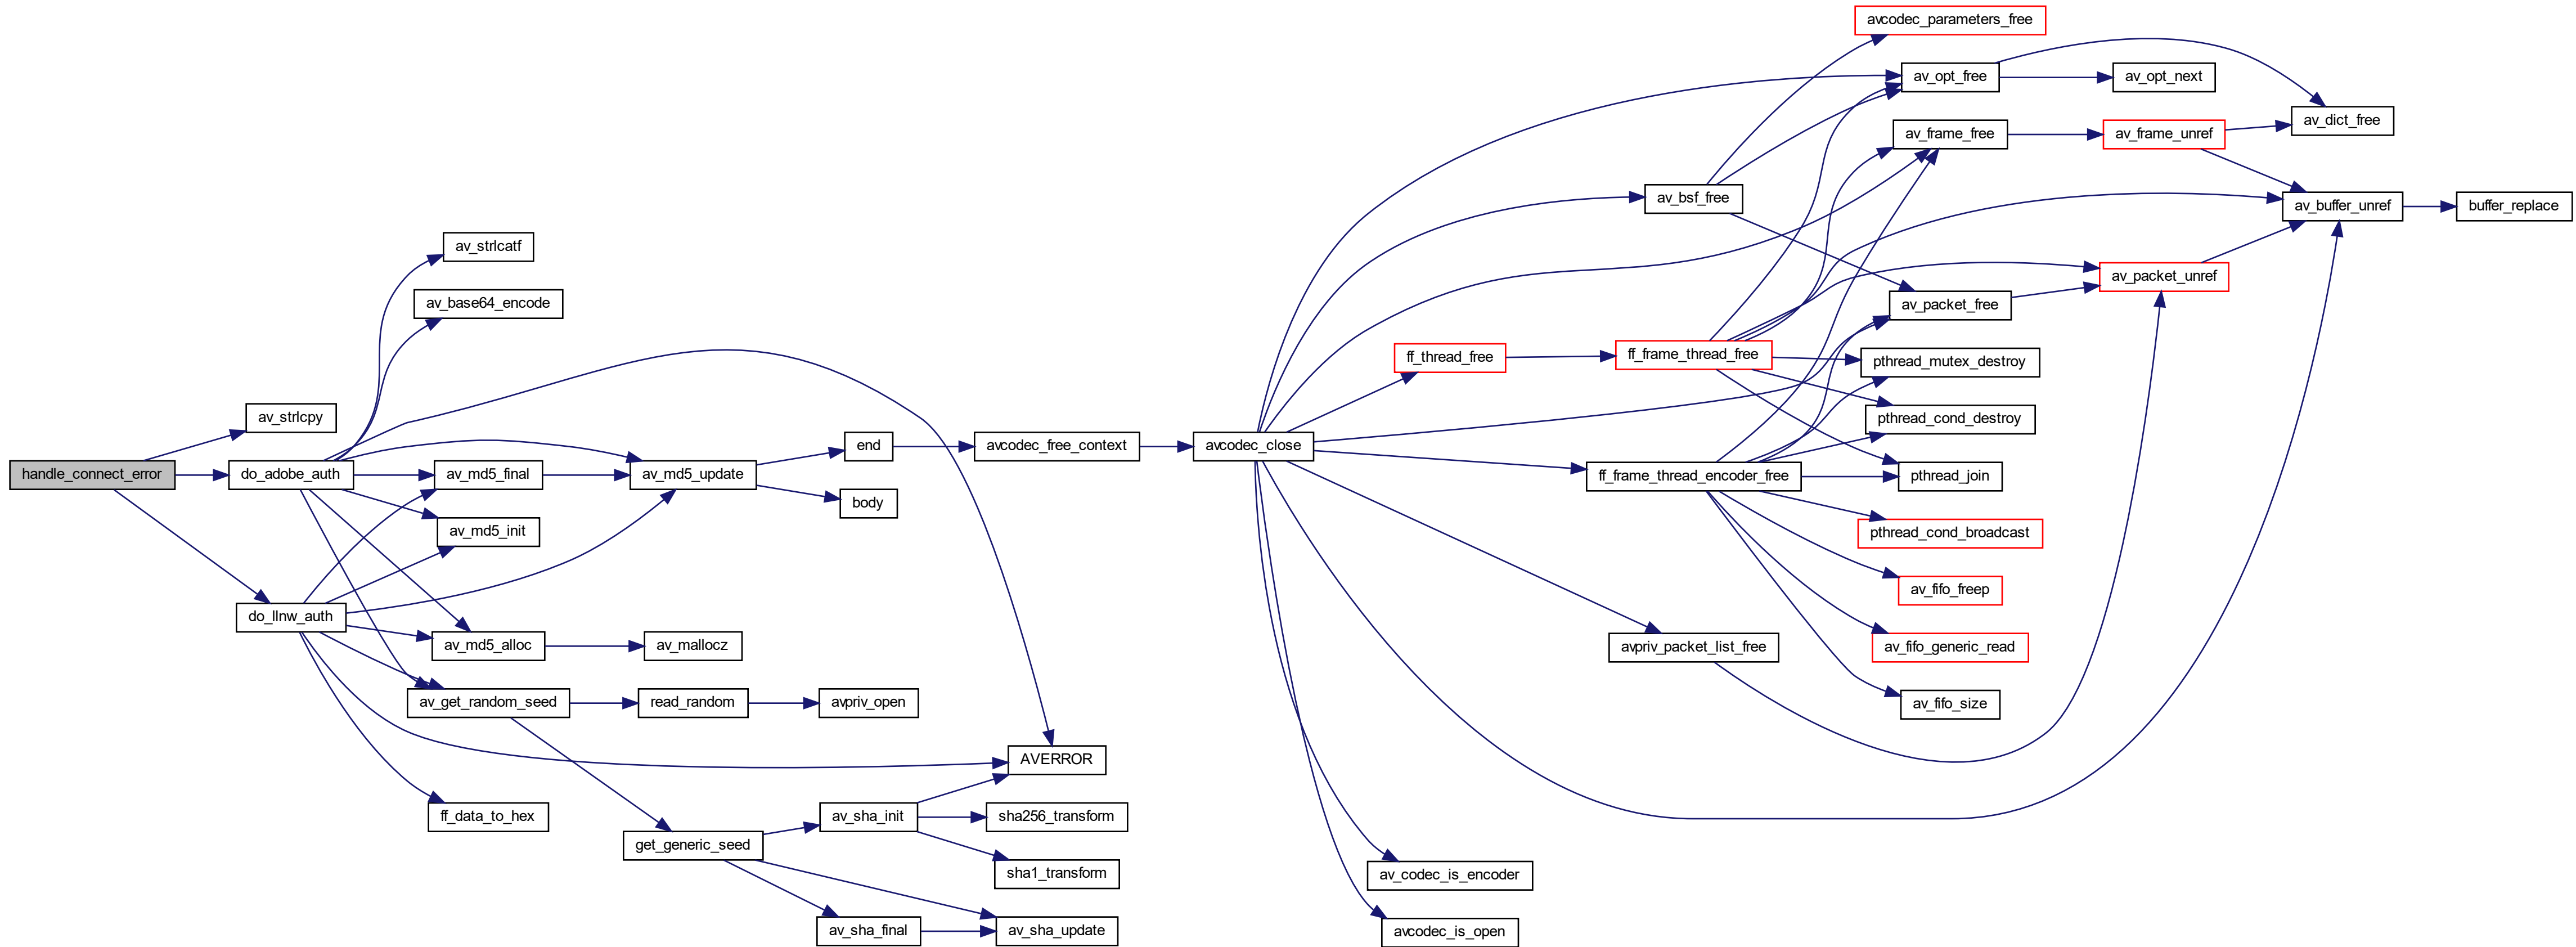 handle_connect_error
av_strlcpy
do_adobe_auth
do_llnw_auth
av_strlcatf
av_base64_encode
av_md5_final
av_md5_init
av_md5_alloc
av_get_random_seed
ff_data_to_hex
av_md5_update
av_mallocz
read_random
get_generic_seed
end
body
avpriv_open
av_sha_init
av_sha_final
avcodec_free_context
AVERROR
sha256_transform
sha1_transform
av_sha_update
avcodec_close
ff_thread_free
av_codec_is_encoder
avcodec_is_open
av_bsf_free
ff_frame_thread_free
ff_frame_thread_encoder_free
avpriv_packet_list_free
avcodec_parameters_free
av_opt_free
av_frame_free
av_packet_free
pthread_mutex_destroy
pthread_cond_destroy
pthread_join
pthread_cond_broadcast
av_fifo_freep
av_fifo_generic_read
av_fifo_size
av_opt_next
av_frame_unref
av_packet_unref
av_dict_free
av_buffer_unref
buffer_replace